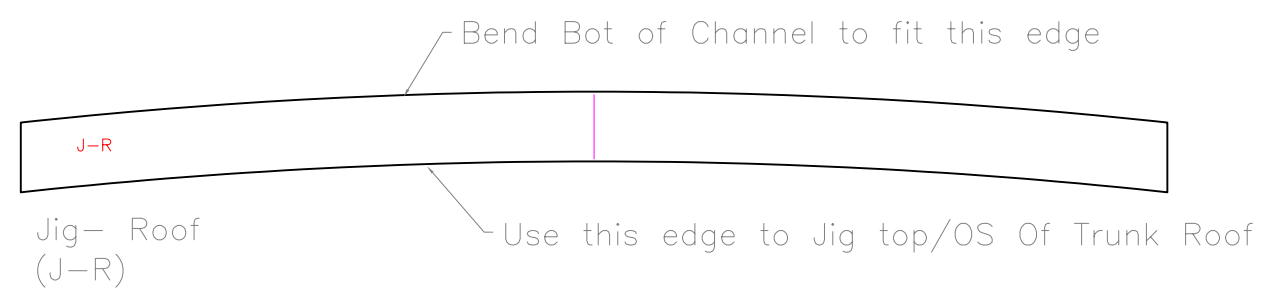 Bend Bot of Channel to fit this edge
J-R
Jig- Roof
(J-R)
Use this edge to Jig top/OS Of Trunk Roof